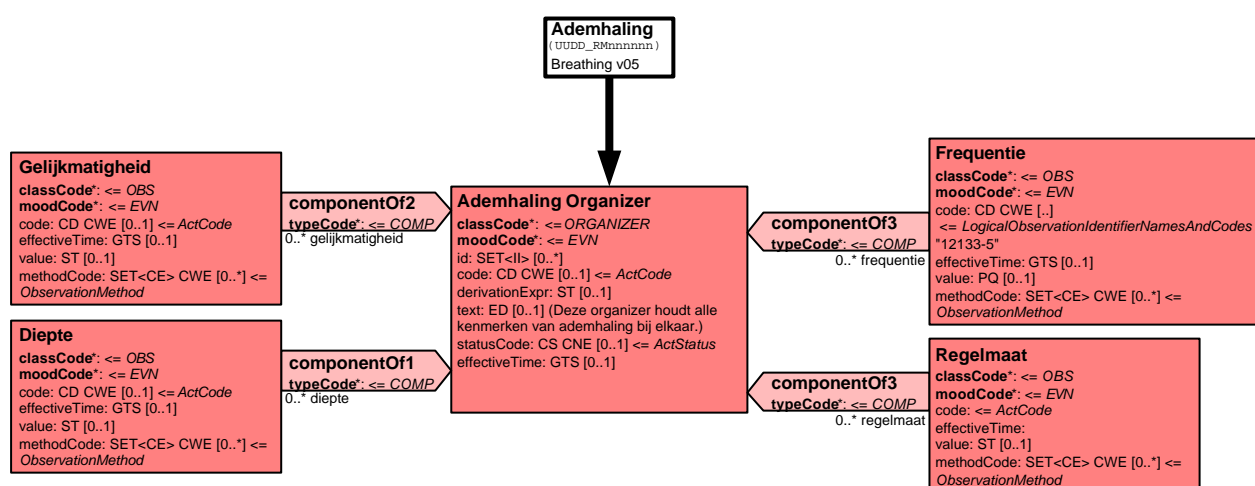 Ademhaling
(UUDD_RMnnnnnn)
Breathing v05
Gelijkmatigheid
classCode*: <= OBS
moodCode*: <= EVN
code: CD CWE [0..1] <= ActCode
effectiveTime: GTS [0..1]
value: ST [0..1]
methodCode: SET<CE> CWE [0..*] <=
ObservationMethod
componentOf2
typeCode*: <= COMP
0..* gelijkmatigheid
Diepte
classCode*: <= OBS
moodCode*: <= EVN
code: CD CWE [0..1] <= ActCode
effectiveTime: GTS [0..1]
value: ST [0..1]
methodCode: SET<CE> CWE [0..*] <=
ObservationMethod
componentOf1
typeCode*: <= COMP
0..* diepte
Ademhaling Organizer
classCode*: <= ORGANIZER
moodCode*: <= EVN
id: SET<II> [0..*]
code: CD CWE [0..1] <= ActCode
derivationExpr: ST [0..1]
text: ED [0..1] (Deze organizer houdt alle
kenmerken van ademhaling bij elkaar.)
statusCode: CS CNE [0..1] <= ActStatus
effectiveTime: GTS [0..1]
componentOf3
typeCode*: <= COMP
0..* frequentie
Frequentie
classCode*: <= OBS
moodCode*: <= EVN
code: CD CWE [..]
<= LogicalObservationIdentifierNamesAndCodes
"12133-5"
effectiveTime: GTS [0..1]
value: PQ [0..1]
methodCode: SET<CE> CWE [0..*] <=
ObservationMethod
componentOf3
typeCode*: <= COMP
0..* regelmaat
Regelmaat
classCode*: <= OBS
moodCode*: <= EVN
code: <= ActCode
effectiveTime:
value: ST [0..1]
methodCode: SET<CE> CWE [0..*] <=
ObservationMethod